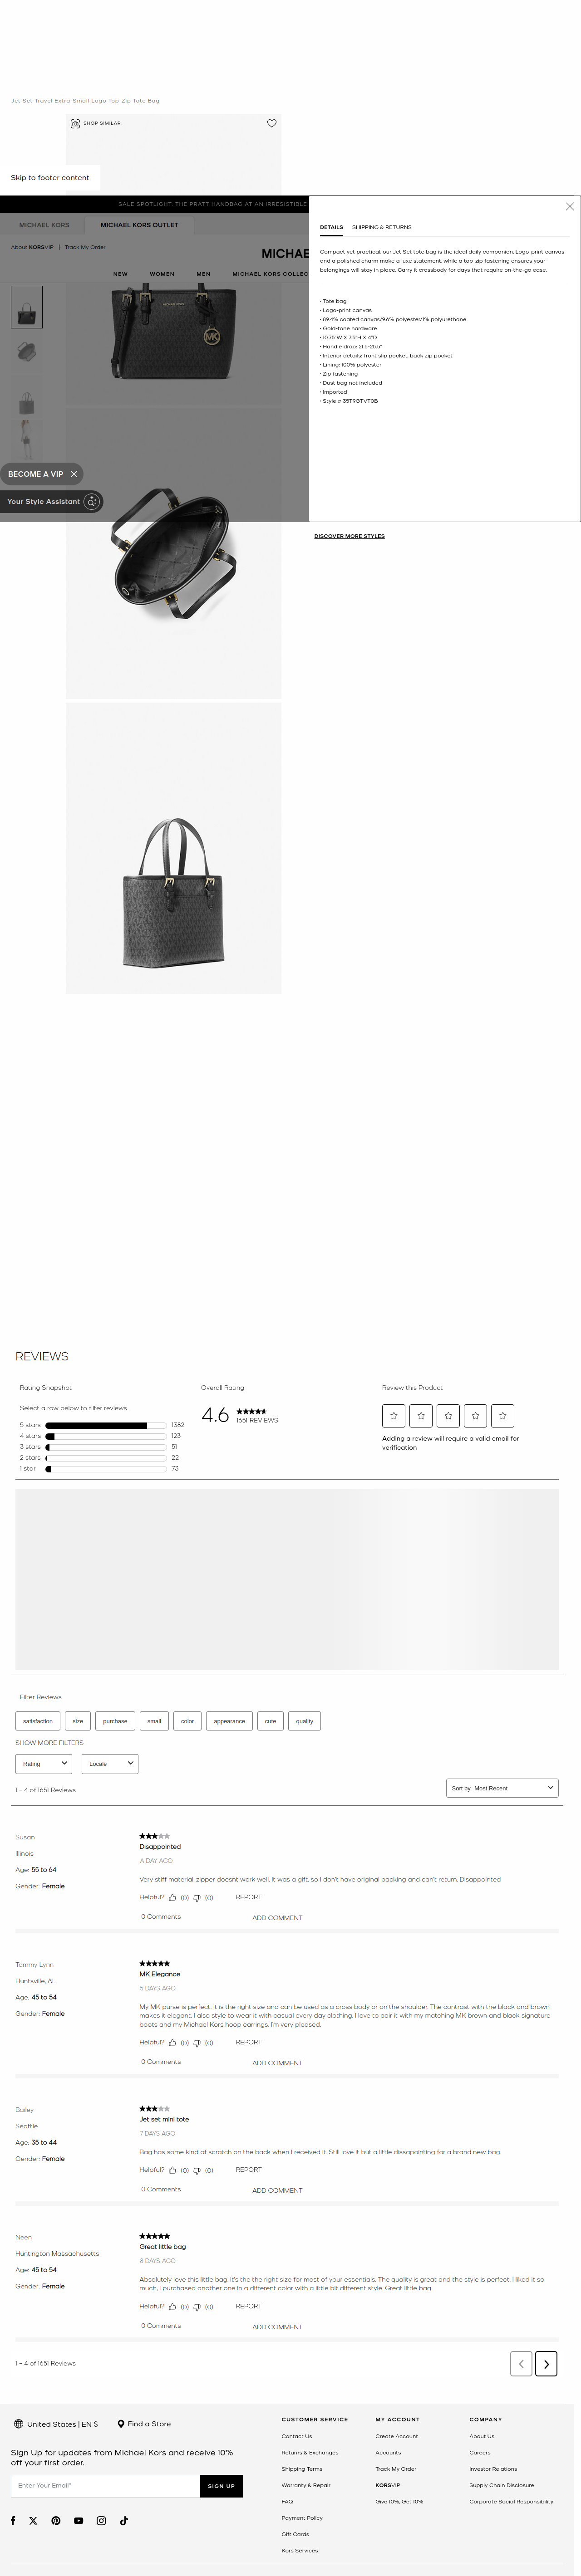 Jet Set Travel Extra-Small Logo Top-Zip Tote Bag
SHOP SIMILAR
Skip to footer content
SALE SPOTLIGHT: THE PRATT HANDBAG AT AN IRRESISTIBLE
MICHAEL KORS
MICHAEL KORS OUTLET
About KORSVIP | Track My Order
MICHAE
NEW
WOMEN
MEN
MICHAEL KORS COLLECT
BECOME A VIP
Your Style Assistant
DETAILS
SHIPPING & RETURNS
Compact yet practical, our Jet Set tote bag is the ideal daily companion. Logo-print canvas
and a polished charm make a luxe statement, while a top-zip fastening ensures your
belongings will stay in place. Carry it crossbody for days that require on-the-go ease.
• Tote bag
• Logo-print canvas
• 89.4% coated canvas/9.6% polyester/1% polyurethane
• Gold-tone hardware
• 10.75"W X 7.5"H X 4"D
• Handle drop: 21.5-25.5"
• Interior details: front slip pocket, back zip pocket
• Lining: 100% polyester
• Zip fastening
• Dust bag not included
• Imported
• Style # 35T9GTVT0B
DISCOVER MORE STYLES
REVIEWS
Rating Snapshot
Select a row below to filter reviews.
5 stars 1382
4 stars 123
3 stars 51
2 stars 22
1 star 73
Overall Rating
4.6
1651 REVIEWS
Review this Product
Adding a review will require a valid email for
verification
Filter Reviews
satisfaction
size
purchase
small
color
appearance
cute
quality
SHOW MORE FILTERS
Rating
Locale
1 – 4 of 1651 Reviews
Sort by Most Recent
Susan
Illinois
Age: 55 to 64
Gender: Female
Disappointed
A DAY AGO
Very stiff material, zipper doesnt work well. It was a gift, so I don't have original packing and can't return. Disappointed
Helpful? (0) (0) REPORT
0 Comments ADD COMMENT
Tammy Lynn
Huntsville, AL
Age: 45 to 54
Gender: Female
MK Elegance
5 DAYS AGO
My MK purse is perfect. It is the right size and can be used as a cross body or on the shoulder. The contrast with the black and brown
makes it elegant. I also style to wear it with casual every day clothing. I love to pair it with my matching MK brown and black signature
boots and my Michael Kors hoop earrings. I'm very pleased.
Helpful? (0) (0) REPORT
0 Comments ADD COMMENT
Bailey
Seattle
Age: 35 to 44
Gender: Female
Jet set mini tote
7 DAYS AGO
Bag has some kind of scratch on the back when I received it. Still love it but a little dissapointing for a brand new bag.
Helpful? (0) (0) REPORT
0 Comments ADD COMMENT
Neen
Huntington Massachusetts
Age: 45 to 54
Gender: Female
Great little bag
8 DAYS AGO
Absolutely love this little bag. It's the the right size for most of your essentials. The quality is great and the style is perfect. I liked it so
much, I purchased another one in a different color with a little bit different style. Great little bag.
Helpful? (0) (0) REPORT
0 Comments ADD COMMENT
1 – 4 of 1651 Reviews
United States | EN $
Find a Store
Sign Up for updates from Michael Kors and receive 10%
off your first order.
Enter Your Email*
SIGN UP
CUSTOMER SERVICE
Contact Us
Returns & Exchanges
Shipping Terms
Warranty & Repair
FAQ
Payment Policy
Gift Cards
Kors Services
MY ACCOUNT
Create Account
Accounts
Track My Order
KORSVIP
Give 10%, Get 10%
COMPANY
About Us
Careers
Investor Relations
Supply Chain Disclosure
Corporate Social Responsibility